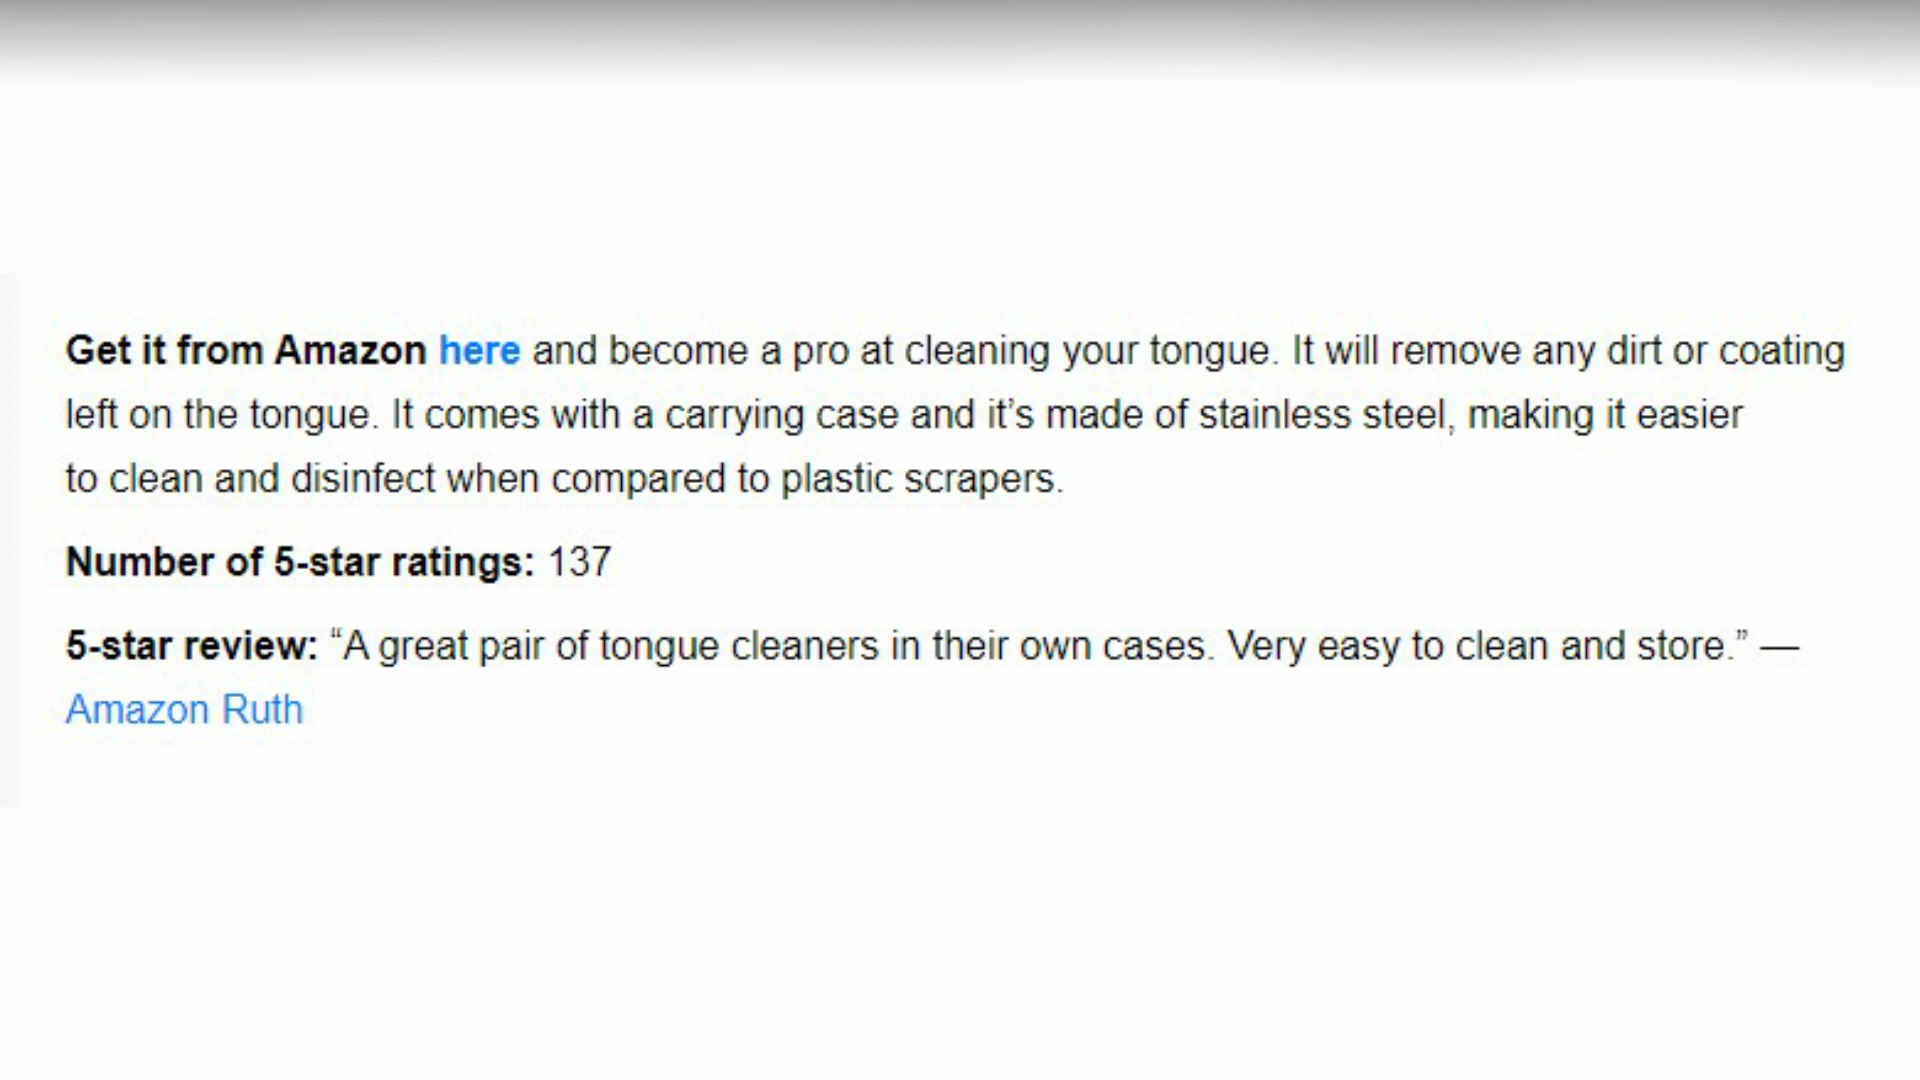 Get it from Amazon here and become a pro at cleaning your tongue. It will remove any dirt or coating
left on the tongue. It comes with a carrying case and it’s made of stainless steel, making it easier
to clean and disinfect when compared to plastic scrapers.
Number of 5-star ratings: 137
5-star review: “A great pair of tongue cleaners in their own cases. Very easy to clean and store.” —
Amazon Ruth